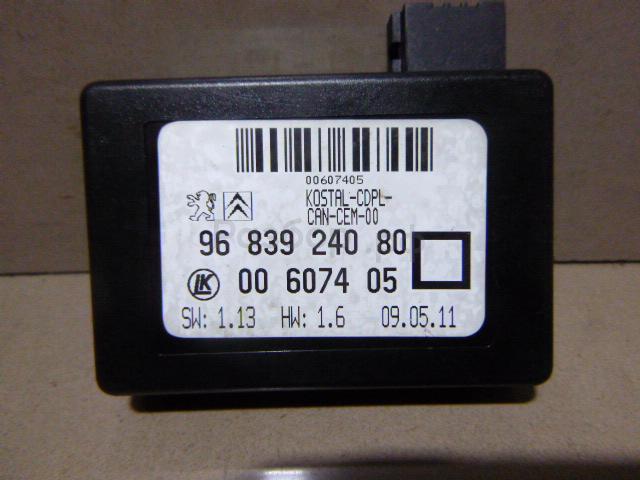 00607405
KOSTAL-CDPL-
CAN-CEM-00
96 839 240 80
LK 00 6074 05
SW: 1.13 HW: 1.6 09.05.11